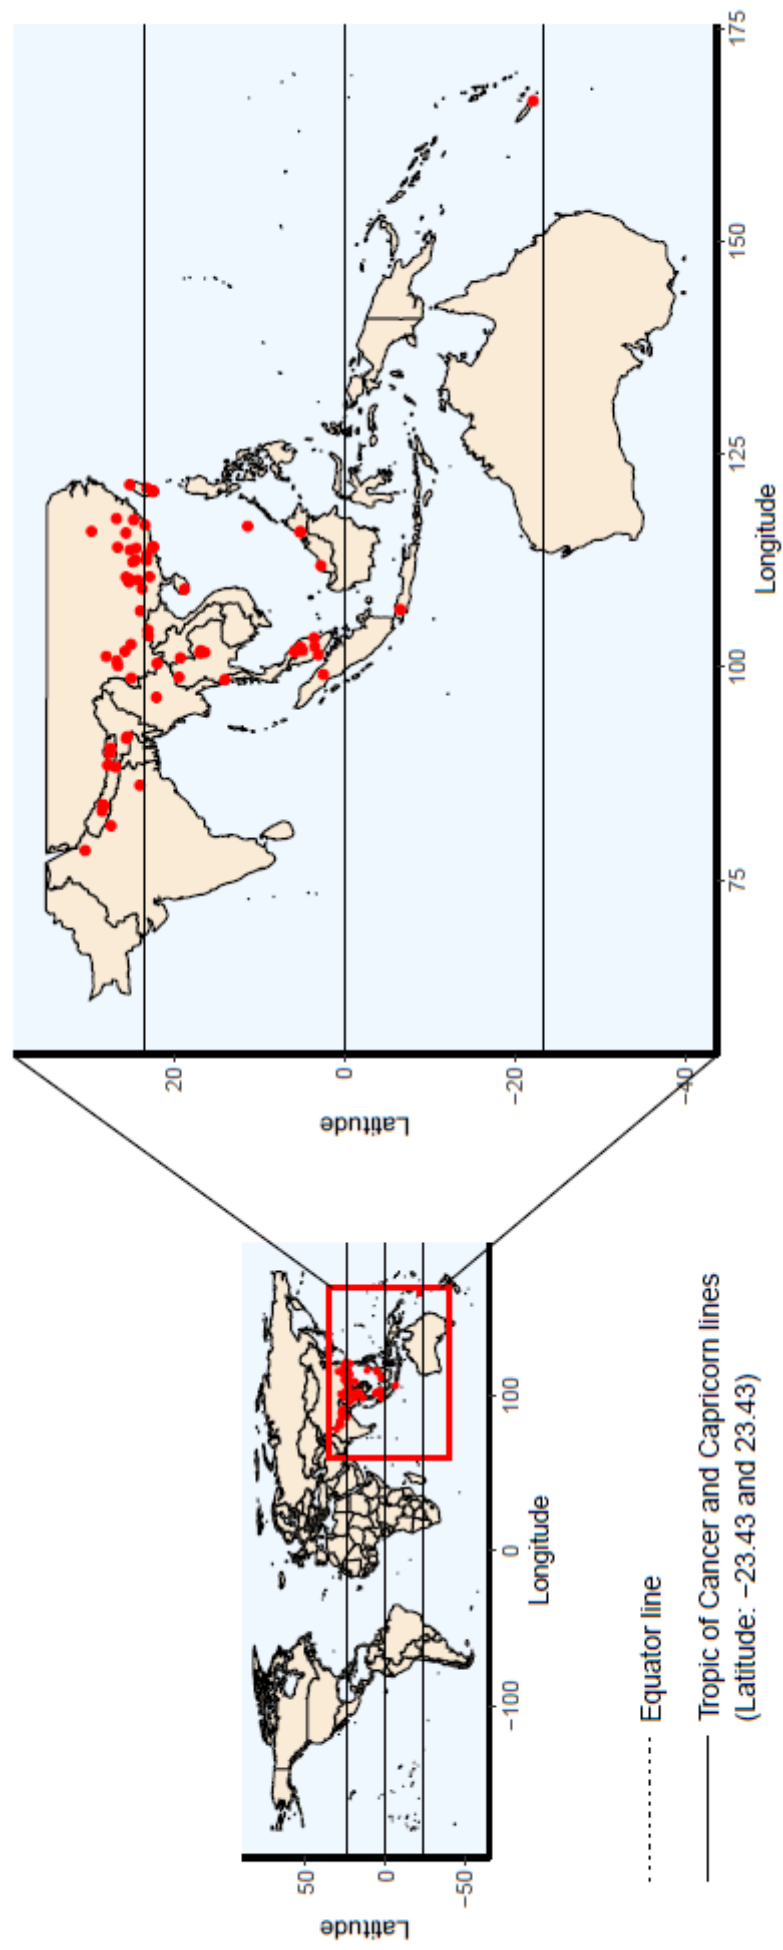 50
0
−50
Latitude
−100
0
100
Longitude
20
0
−20
−40
Latitude
75
100
125
150
175
Longitude
Equator line
Tropic of Cancer and Capricorn lines
(Latitude: −23.43 and 23.43)